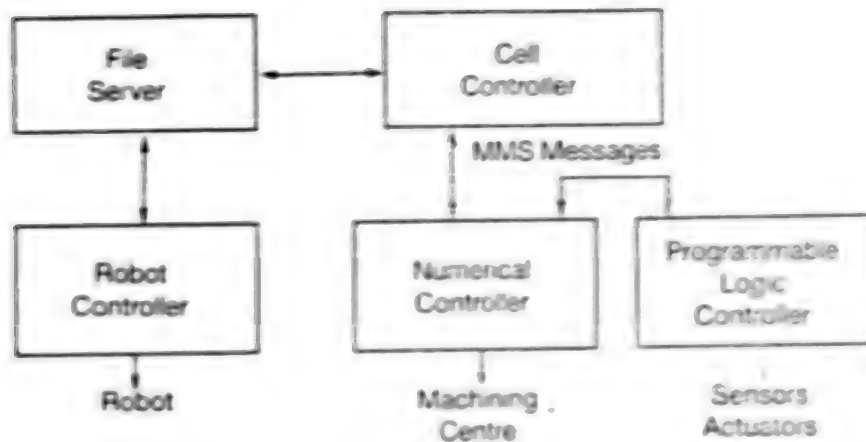 File
Server
Cell
Controller
MMS Messages
Robot
Controller
Numerical
Controller
Programmable
Logic
Controller
Robot
Machining
Centre
Sensors
Actuators